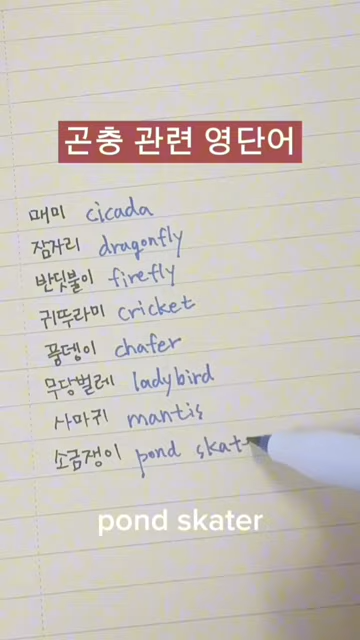 곤충 관련 영단어
매미 cicada
잠자리 dragonfly
반딧불이 firefly
귀뚜라미 cricket
풍뎅이 chafer
무당벌레 ladybird
사마귀 mantis
소금쟁이 pond skat
pond skater